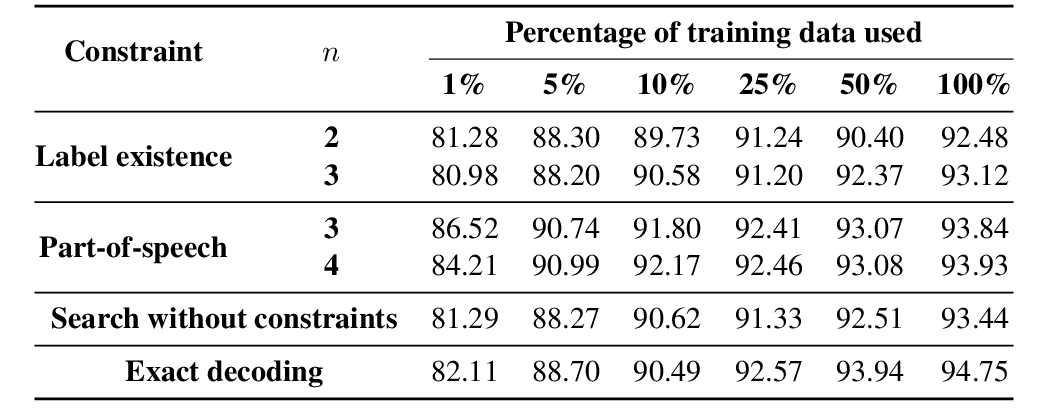 Constraint n Percentage of training data used
1% 5% 10% 25% 50% 100%
Label existence 2 81.28 88.30 89.73 91.24 90.40 92.48
3 80.98 88.20 90.58 91.20 92.37 93.12
Part-of-speech 3 86.52 90.74 91.80 92.41 93.07 93.84
4 84.21 90.99 92.17 92.46 93.08 93.93
Search without constraints 81.29 88.27 90.62 91.33 92.51 93.44
Exact decoding 82.11 88.70 90.49 92.57 93.94 94.75